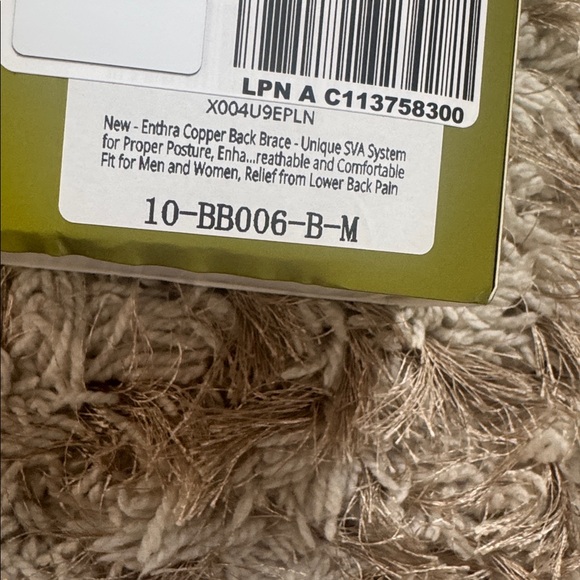 LPN A C113758300
X004U9EPLN
New - Enthra Copper Back Brace - Unique SVA System
for Proper Posture, Enha...reathable and Comfortable
Fit for Men and Women, Relief from Lower Back Pain
10-BB006-B-M